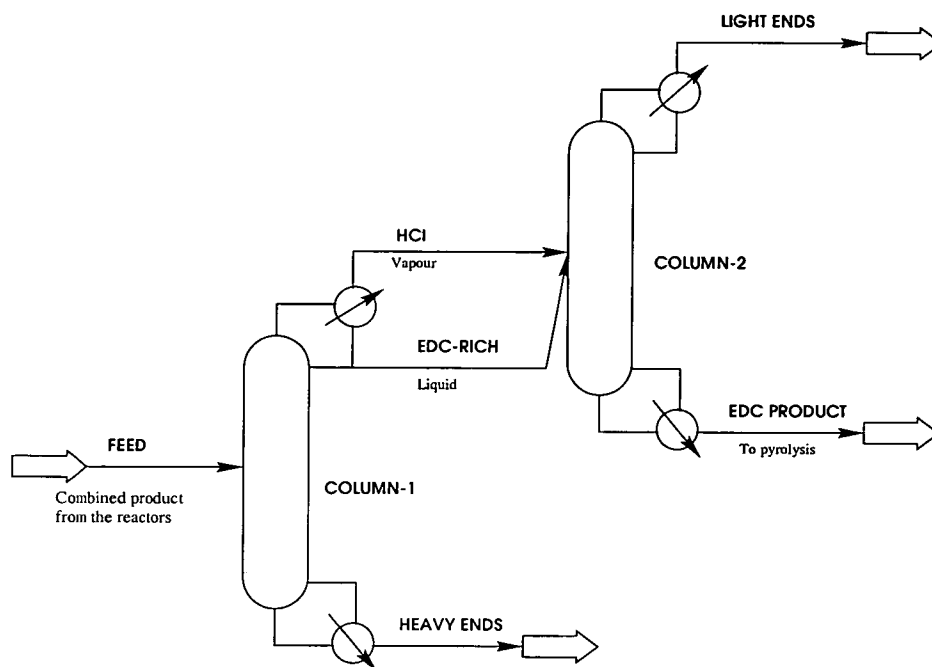 LIGHT ENDS
HCl
Vapour
COLUMN-2
EDC-RICH
Liquid
EDC PRODUCT
To pyrolysis
FEED
Combined product
from the reactors
COLUMN-1
HEAVY ENDS